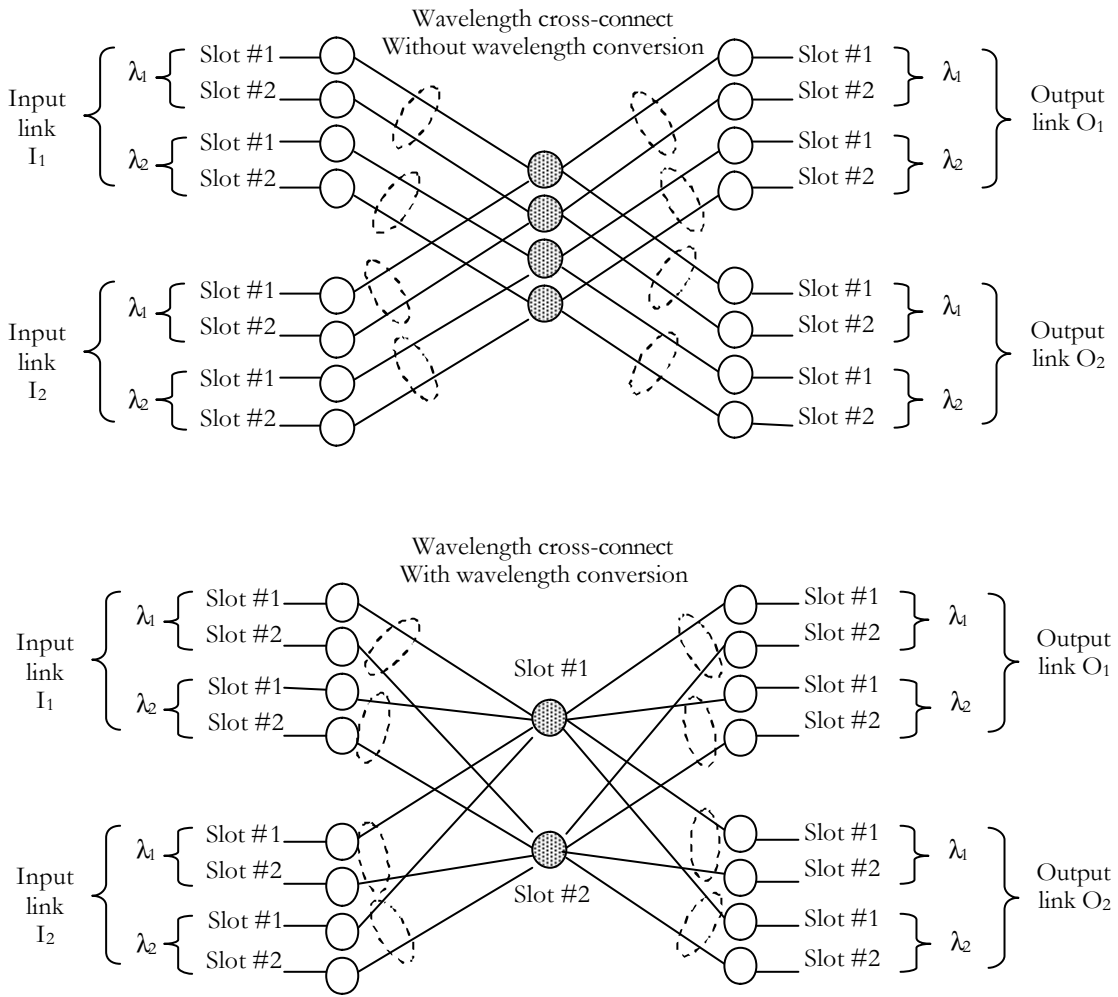 Wavelength cross-connect
Without wavelength conversion
Input
link
I1
λ1
Slot #1
Slot #2
λ2
Slot #1
Slot #2
Input
link
I2
λ1
Slot #1
Slot #2
λ2
Slot #1
Slot #2
Slot #1
Slot #2
λ1
Slot #1
Slot #2
λ2
Output
link O1
Slot #1
Slot #2
λ1
Slot #1
Slot #2
λ2
Output
link O2
Wavelength cross-connect
With wavelength conversion
Input
link
I1
λ1
Slot #1
Slot #2
λ2
Slot #1
Slot #2
Input
link
I2
λ1
Slot #1
Slot #2
λ2
Slot #1
Slot #2
Slot #1
Slot #2
Slot #1
Slot #2
λ1
Slot #1
Slot #2
λ2
Output
link O1
Slot #1
Slot #2
λ1
Slot #1
Slot #2
λ2
Output
link O2